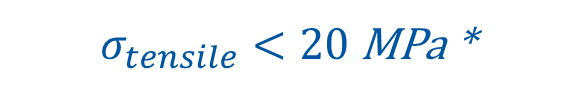 σ_tensile < 20 MPa *